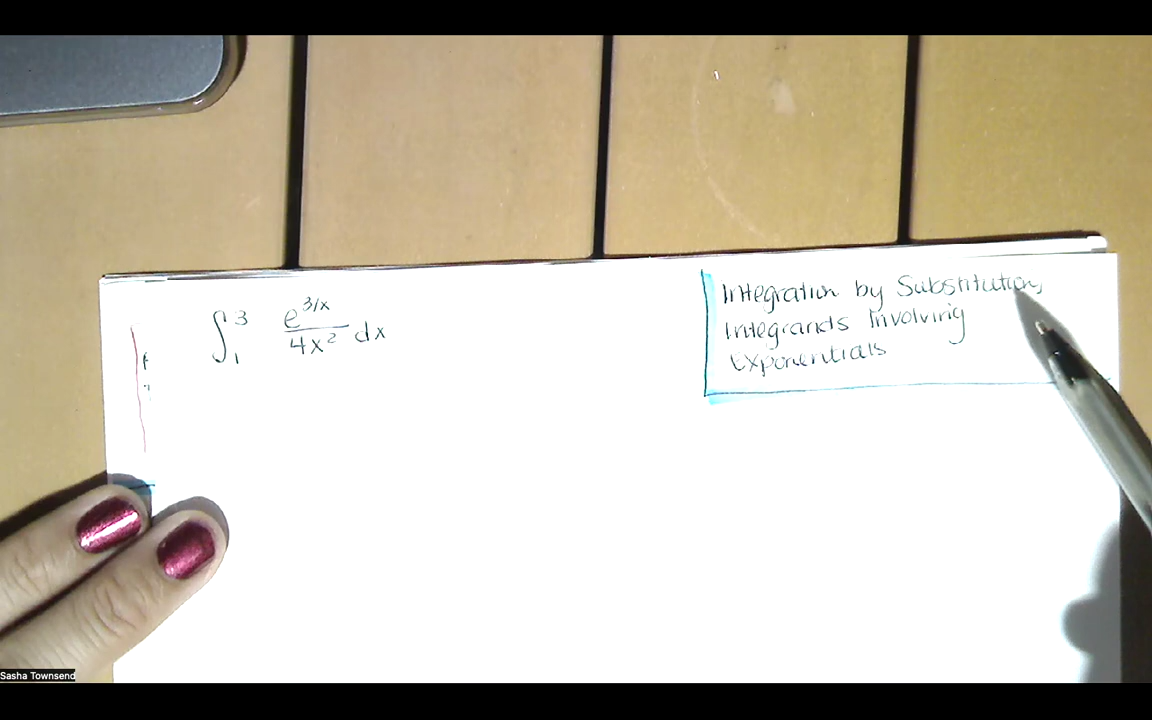 ∫₁³ e^(3/x) / 4x² dx
Integration by Substitution,
Integrands Involving
Exponentials
Sasha Townsend